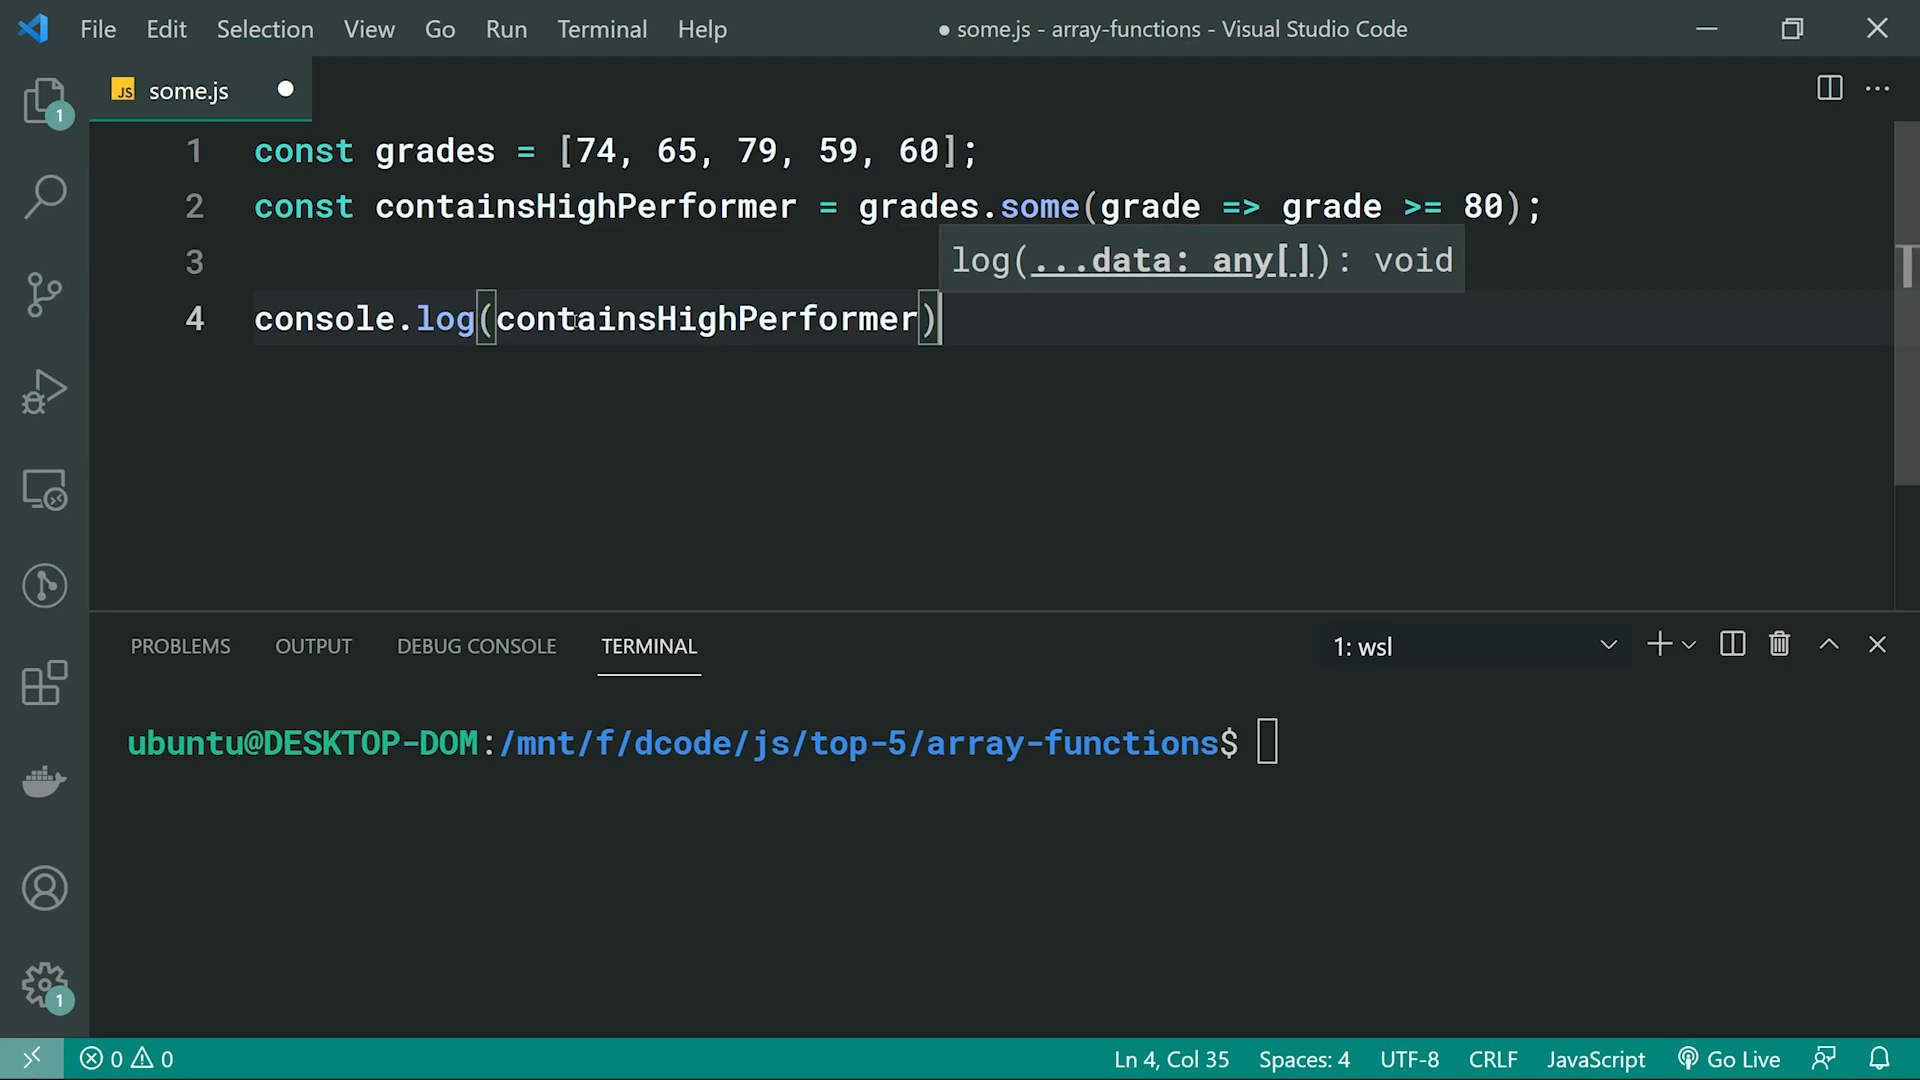 File Edit Selection View Go Run Terminal Help ● some.js - array-functions - Visual Studio Code
JS some.js
1 const grades = [74, 65, 79, 59, 60];
2 const containsHighPerformer = grades.some(grade => grade >= 80);
3 log(...data: any[]): void
4 console.log(containsHighPerformer)
PROBLEMS OUTPUT DEBUG CONSOLE TERMINAL 1: wsl
ubuntu@DESKTOP-DOM:/mnt/f/dcode/js/top-5/array-functions$
1
1
0 0 Ln 4, Col 35 Spaces: 4 UTF-8 CRLF JavaScript Go Live